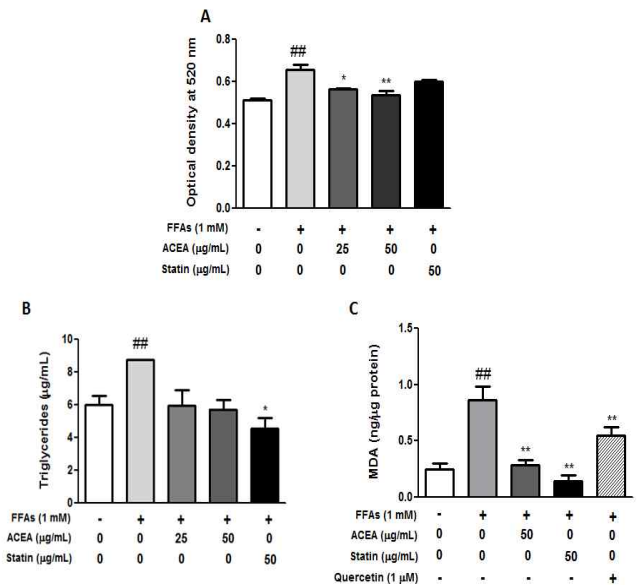 A
Optical density at 520 nm
0.8
0.6
0.4
0.2
0.0
##
*
**
FFAs (1 mM) - + + + +
ACEA (µg/mL) 0 0 25 50 0
Statin (µg/mL) 0 0 0 0 50
B
Triglycerides (µg/mL)
10
8
6
4
2
0
##
*
FFAs (1 mM) - + + + +
ACEA (µg/mL) 0 0 25 50 0
Statin (µg/mL) 0 0 0 0 50
C
MDA (ng/µg protein)
1.5
1.0
0.5
0.0
##
**
**
**
FFAs (1 mM) - + + + +
ACEA (µg/mL) 0 0 50 0 0
Statin (µg/mL) 0 0 0 50 0
Quercetin (1 µM) - - - - +